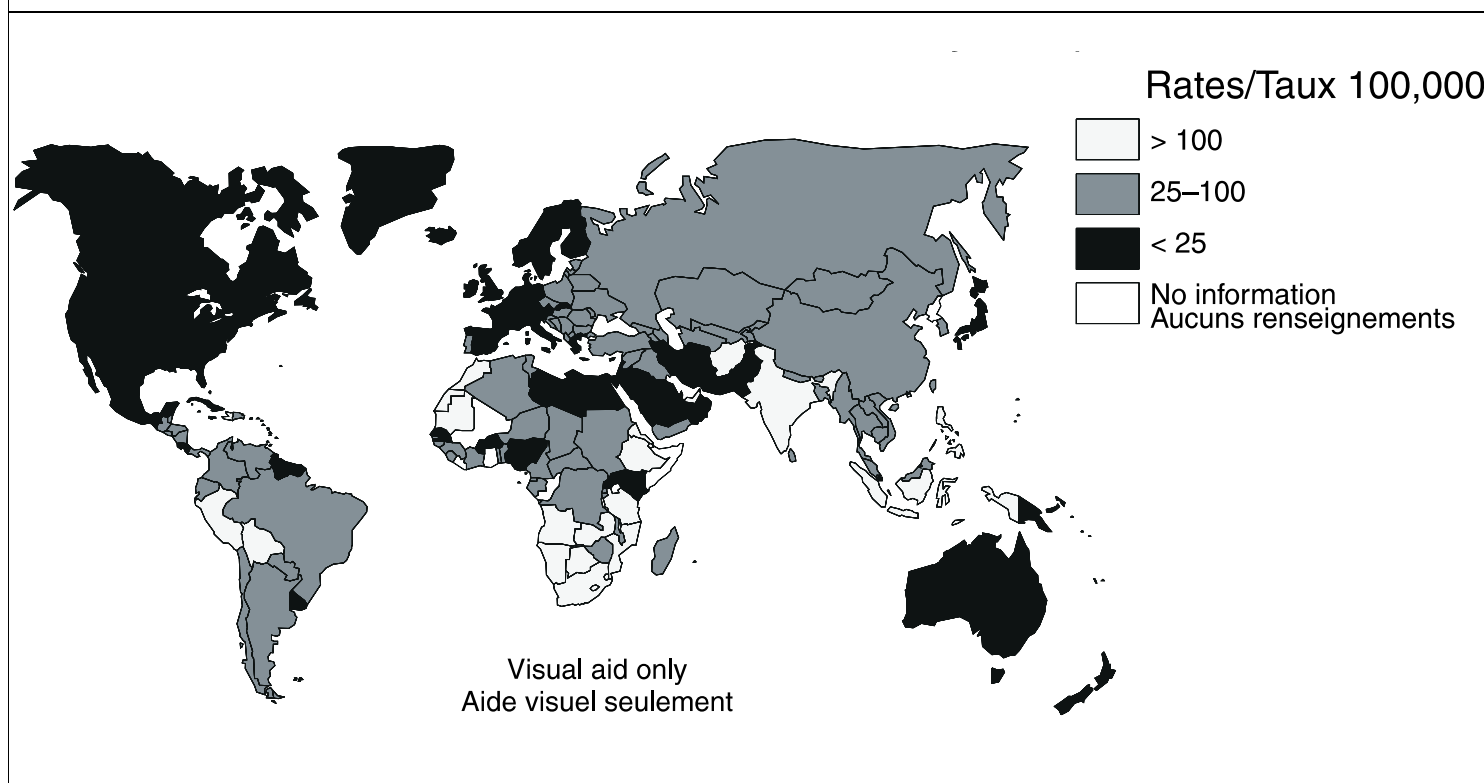 Rates/Taux 100,000
> 100
25–100
< 25
No information
Aucuns renseignements
Visual aid only
Aide visuel seulement